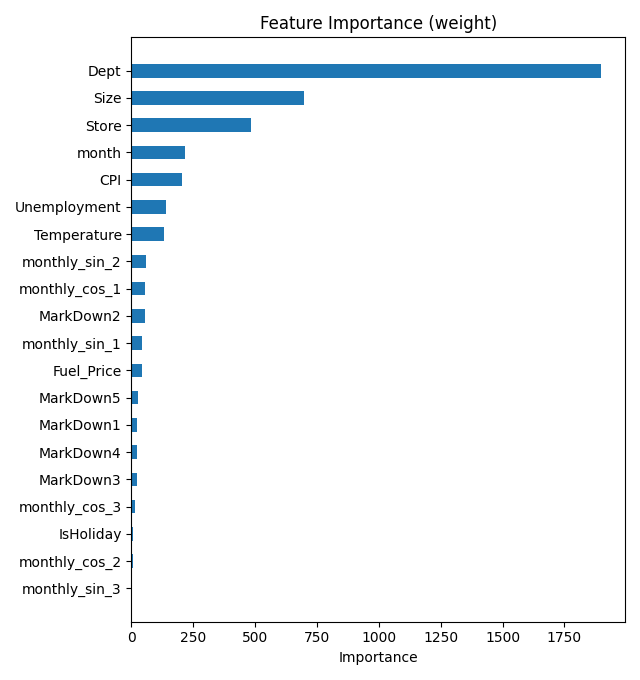 Feature Importance (weight)
Dept
Size
Store
month
CPI
Unemployment
Temperature
monthly_sin_2
monthly_cos_1
MarkDown2
monthly_sin_1
Fuel_Price
MarkDown5
MarkDown1
MarkDown4
MarkDown3
monthly_cos_3
IsHoliday
monthly_cos_2
monthly_sin_3
0 250 500 750 1000 1250 1500 1750
Importance